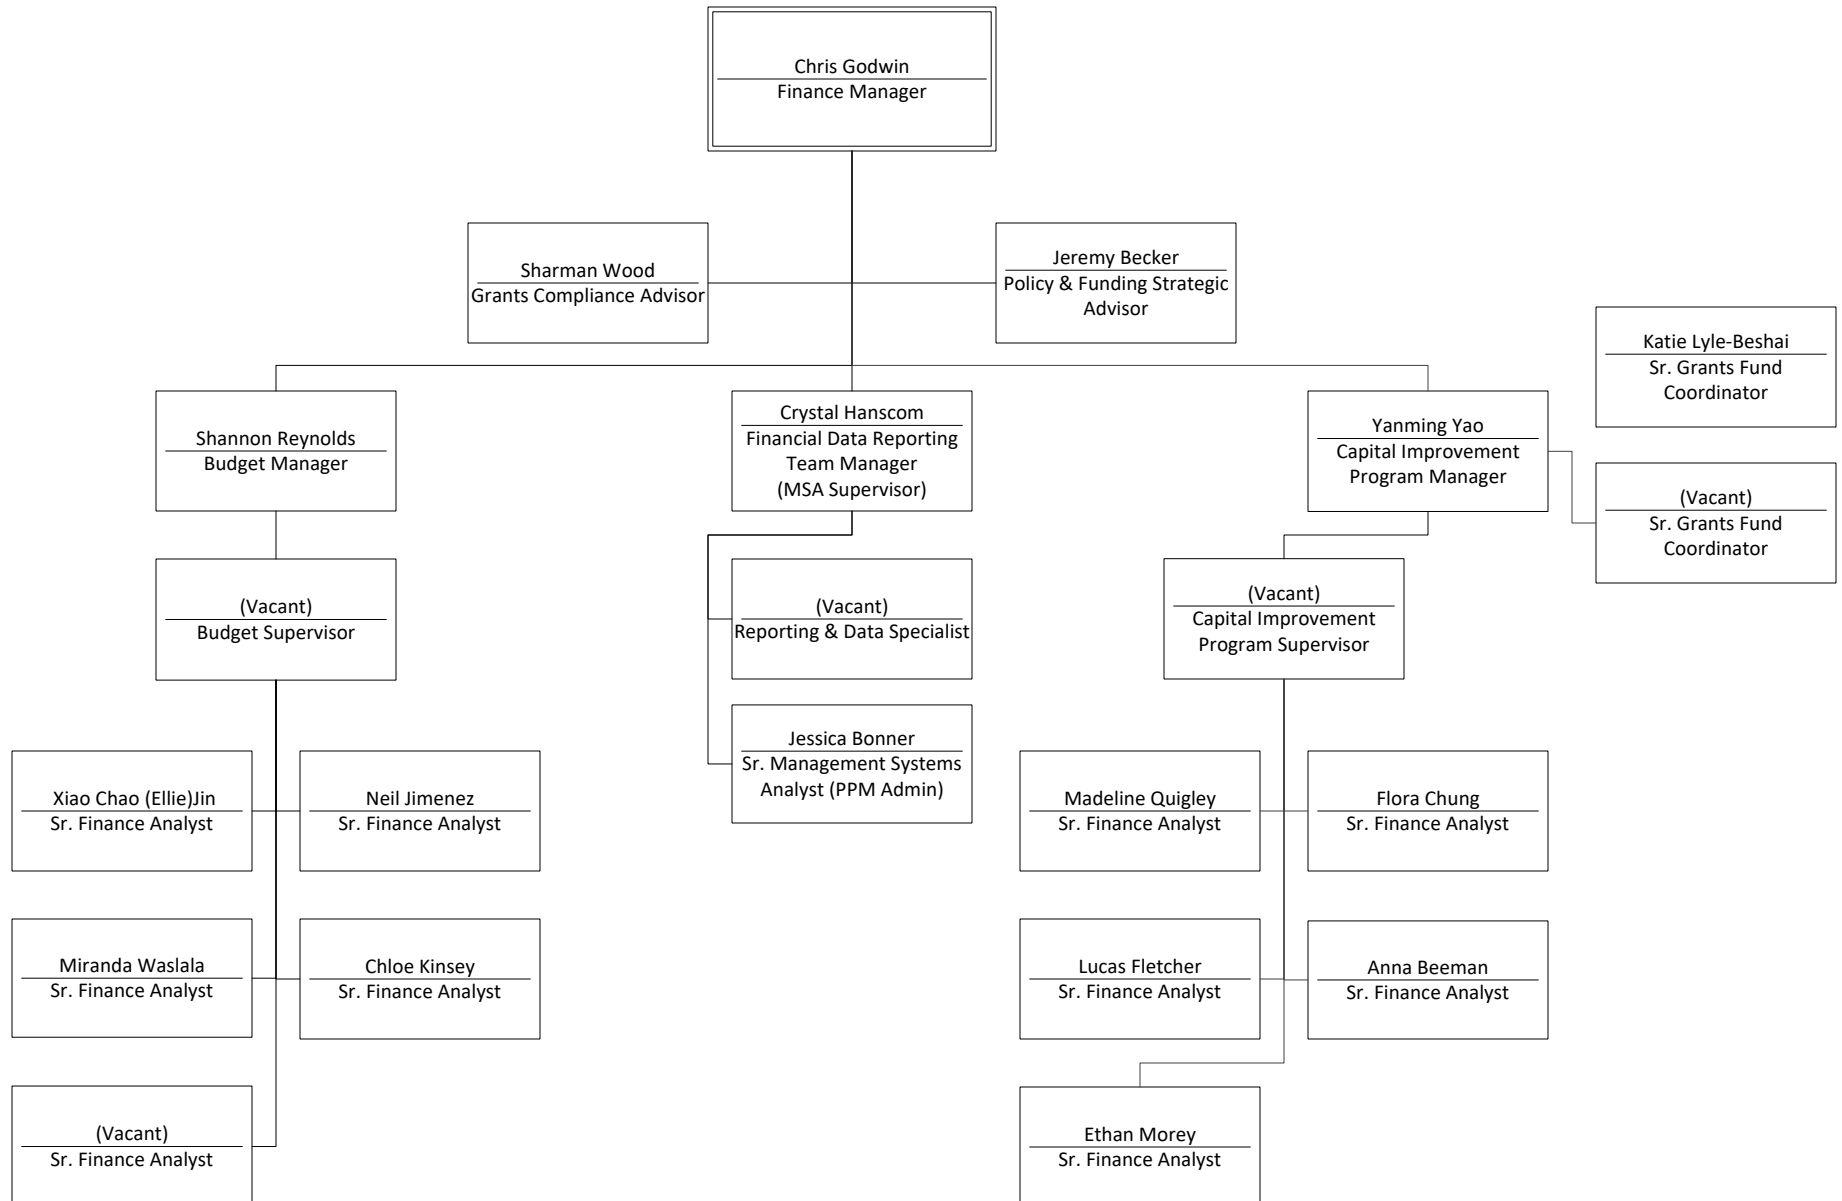 Chris Godwin
Finance Manager
Sharman Wood
Grants Compliance Advisor
Jeremy Becker
Policy & Funding Strategic
Advisor
Katie Lyle-Beshai
Sr. Grants Fund
Coordinator
Shannon Reynolds
Budget Manager
Crystal Hanscom
Financial Data Reporting
Team Manager
(MSA Supervisor)
Yanming Yao
Capital Improvement
Program Manager
(Vacant)
Sr. Grants Fund
Coordinator
(Vacant)
Budget Supervisor
(Vacant)
Reporting & Data Specialist
(Vacant)
Capital Improvement
Program Supervisor
Jessica Bonner
Sr. Management Systems
Analyst (PPM Admin)
Xiao Chao (Ellie)Jin
Sr. Finance Analyst
Neil Jimenez
Sr. Finance Analyst
Madeline Quigley
Sr. Finance Analyst
Flora Chung
Sr. Finance Analyst
Miranda Waslala
Sr. Finance Analyst
Chloe Kinsey
Sr. Finance Analyst
Lucas Fletcher
Sr. Finance Analyst
Anna Beeman
Sr. Finance Analyst
(Vacant)
Sr. Finance Analyst
Ethan Morey
Sr. Finance Analyst